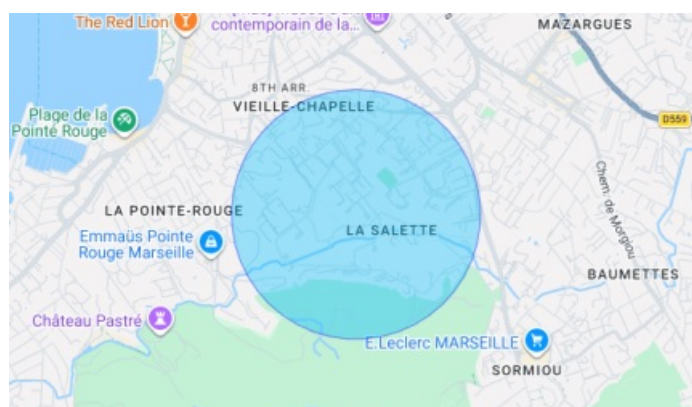 The Red Lion
contemporain de la...
MAZARGUES
8TH ARR.
VIEILLE-CHAPELLE
Plage de la
Pointe Rouge
D559
Chem. de Morgiou
LA POINTE-ROUGE
LA SALETTE
Emmaüs Pointe
Rouge Marseille
BAUMETTES
Château Pastré
E.Leclerc MARSEILLE
SORMIOU